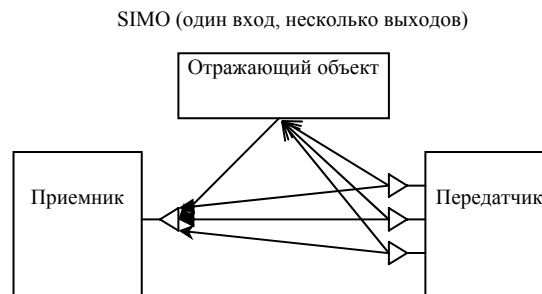 SIMO (один вход, несколько выходов)
Отражающий объект
Приемник
Передатчик